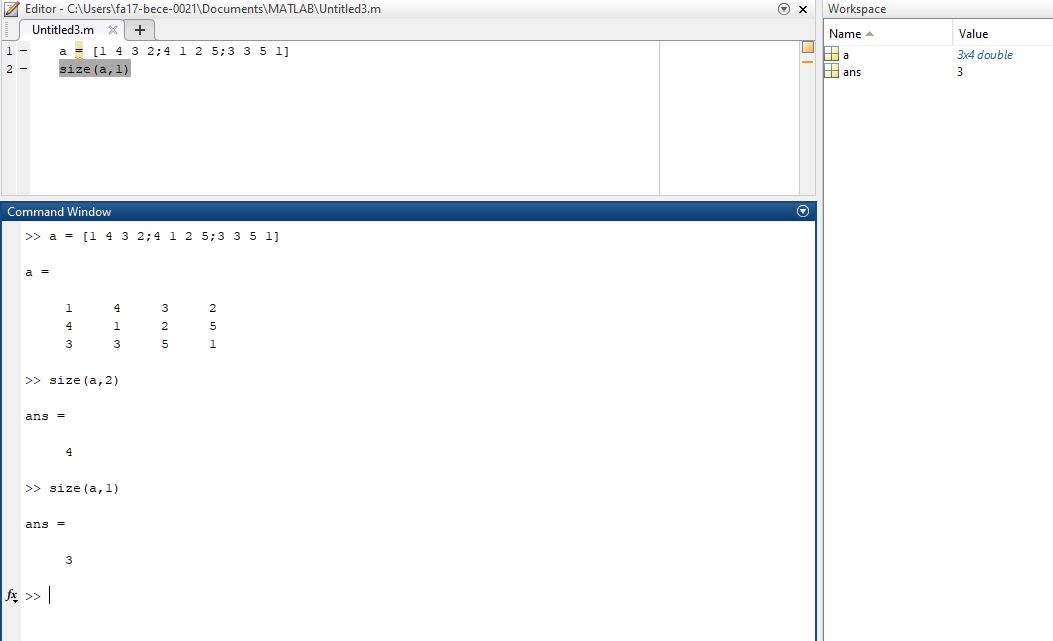 Editor - C:\Users\fa17-bece-0021\Documents\MATLAB\Untitled3.m
Untitled3.m
1 - a = [1 4 3 2;4 1 2 5;3 3 5 1]
2 - size(a,1)
Workspace
Name Value
a 3x4 double
ans 3
Command Window
>> a = [1 4 3 2;4 1 2 5;3 3 5 1]
a =
1 4 3 2
4 1 2 5
3 3 5 1
>> size(a,2)
ans =
4
>> size(a,1)
ans =
3
fx >>